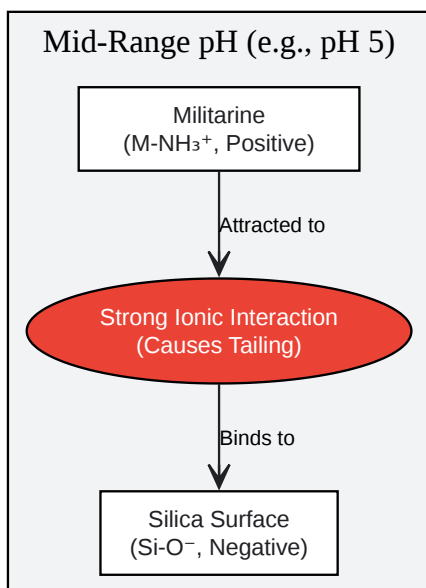 Mid-Range pH (e.g., pH 5)
Militarine
(M-NH₃⁺, Positive)
Attracted to
Strong Ionic Interaction
(Causes Tailing)
Binds to
Silica Surface
(Si-O⁻, Negative)